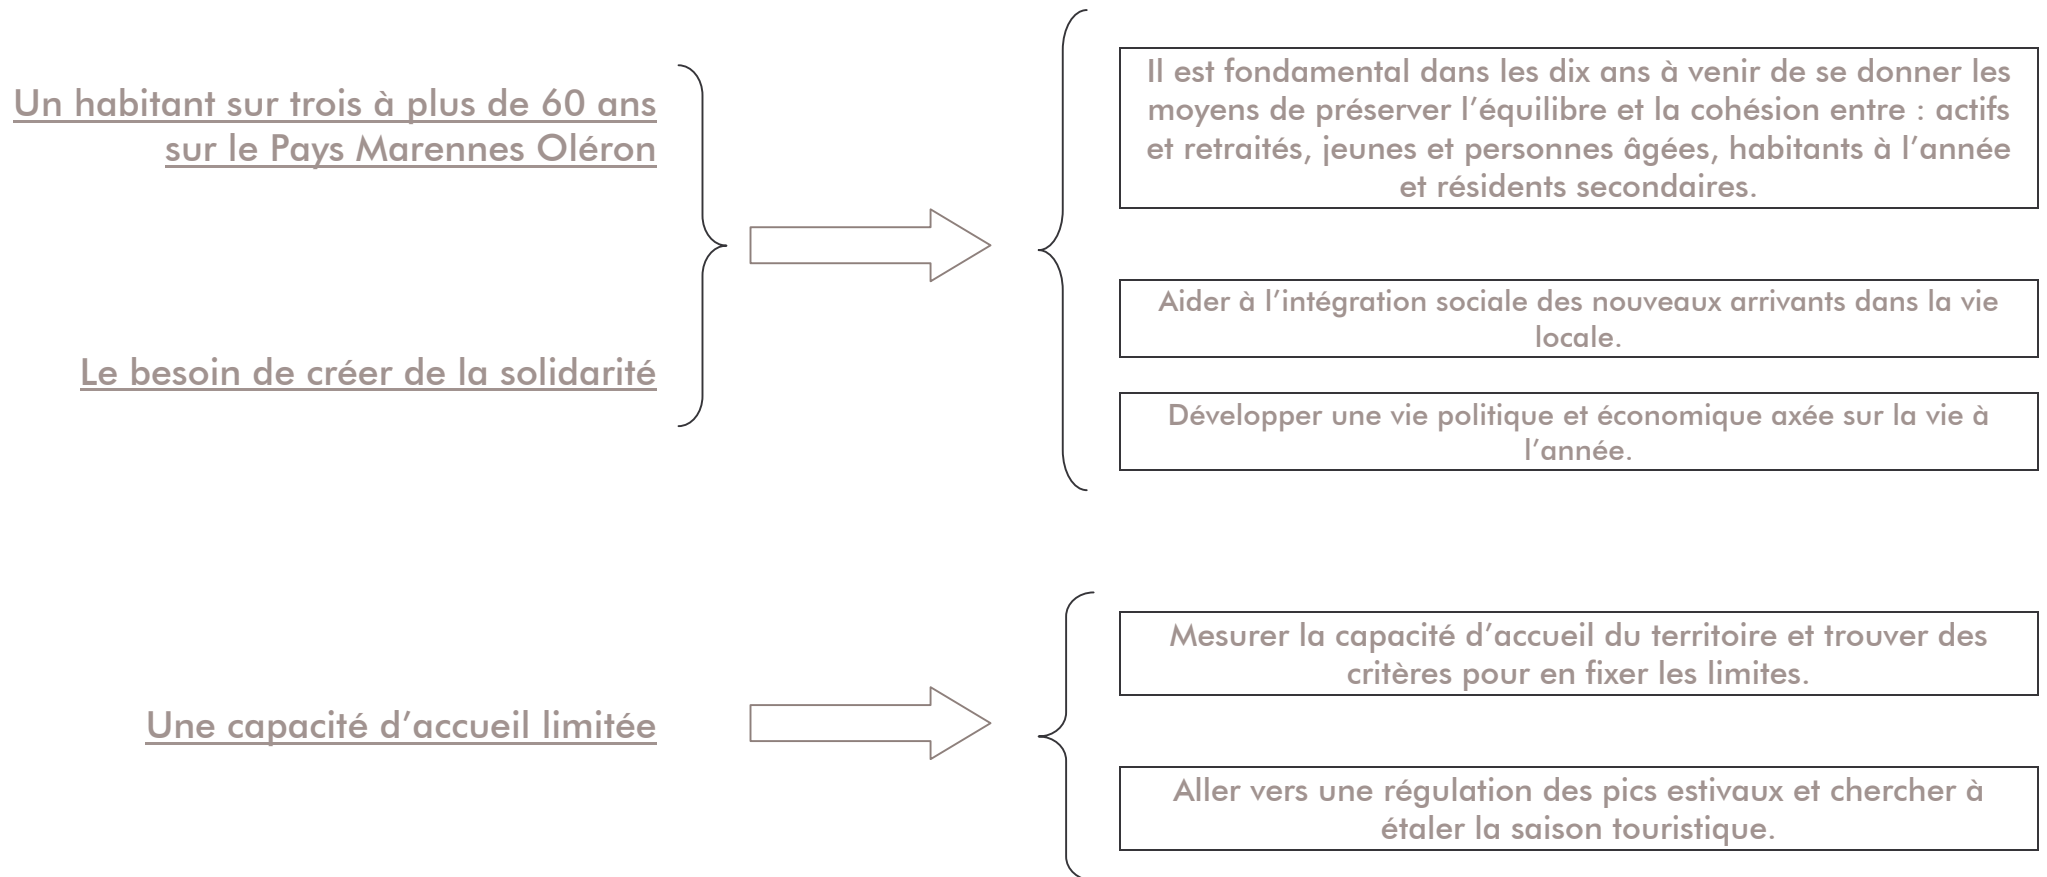 Un habitant sur trois à plus de 60 ans
sur le Pays Marennes Oléron
Le besoin de créer de la solidarité
Il est fondamental dans les dix ans à venir de se donner les
moyens de préserver l’équilibre et la cohésion entre : actifs
et retraités, jeunes et personnes âgées, habitants à l’année
et résidents secondaires.
Aider à l’intégration sociale des nouveaux arrivants dans la vie
locale.
Développer une vie politique et économique axée sur la vie à
l’année.
Une capacité d’accueil limitée
Mesurer la capacité d’accueil du territoire et trouver des
critères pour en fixer les limites.
Aller vers une régulation des pics estivaux et chercher à
étaler la saison touristique.